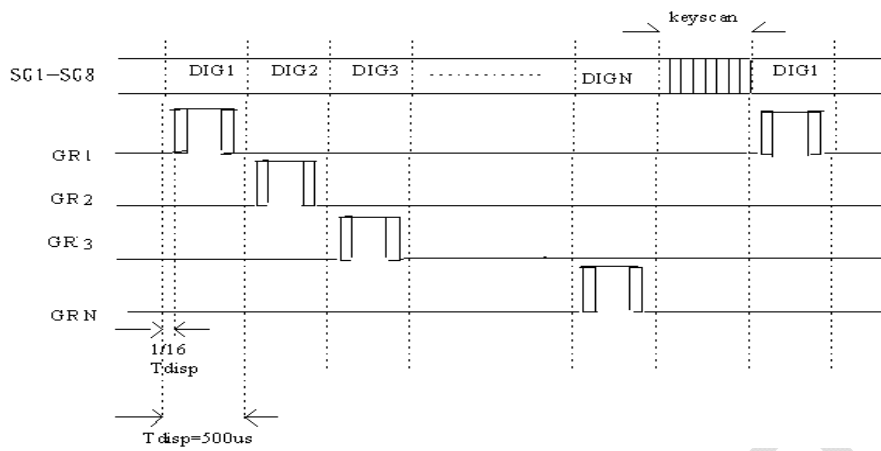 keyscan
SG1-SG8 DIG1 DIG2 DIG3 ................ DIGN DIG1
GR1
GR2
GR3
GRN
1/16
Tdisp
Tdisp=500us